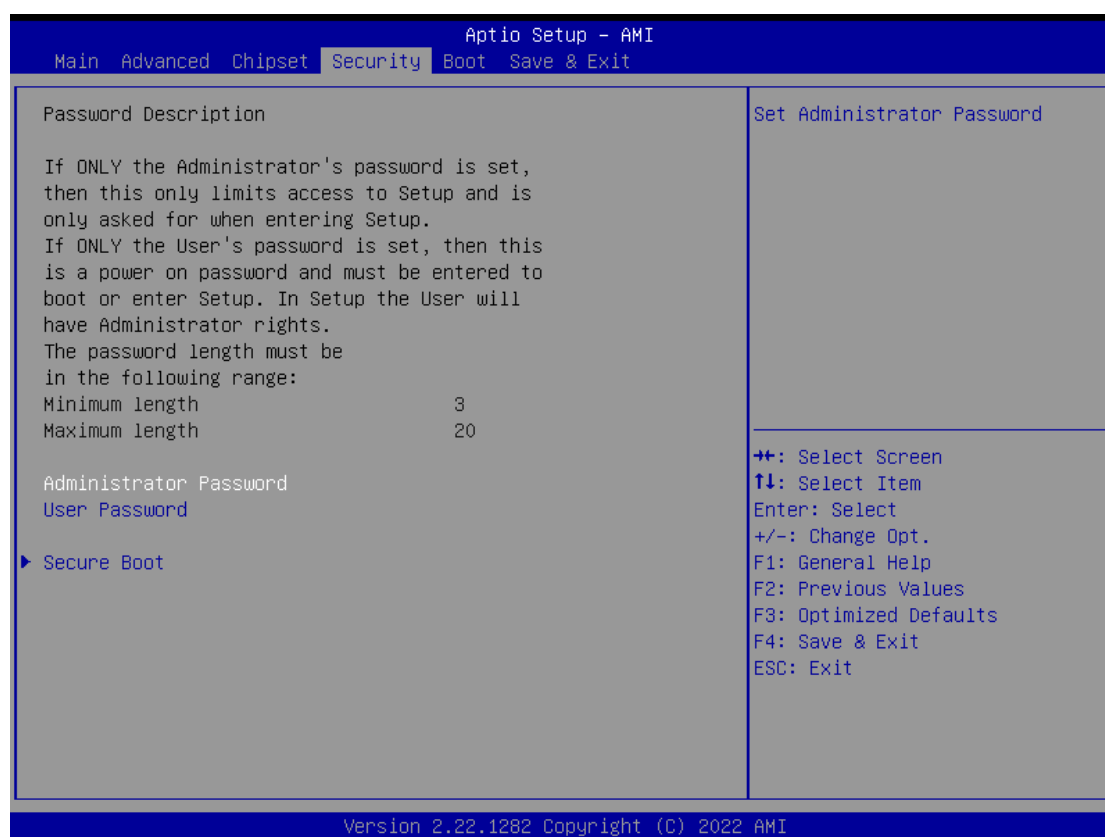 Aptio Setup - AMI
Main Advanced Chipset Security Boot Save & Exit
Password Description
If ONLY the Administrator's password is set,
then this only limits access to Setup and is
only asked for when entering Setup.
If ONLY the User's password is set, then this
is a power on password and must be entered to
boot or enter Setup. In Setup the User will
have Administrator rights.
The password length must be
in the following range:
Minimum length 3
Maximum length 20
Administrator Password
User Password
Secure Boot
Set Administrator Password
→←: Select Screen
↑↓: Select Item
Enter: Select
+/-: Change Opt.
F1: General Help
F2: Previous Values
F3: Optimized Defaults
F4: Save & Exit
ESC: Exit
Version 2.22.1282 Copyright (C) 2022 AMI